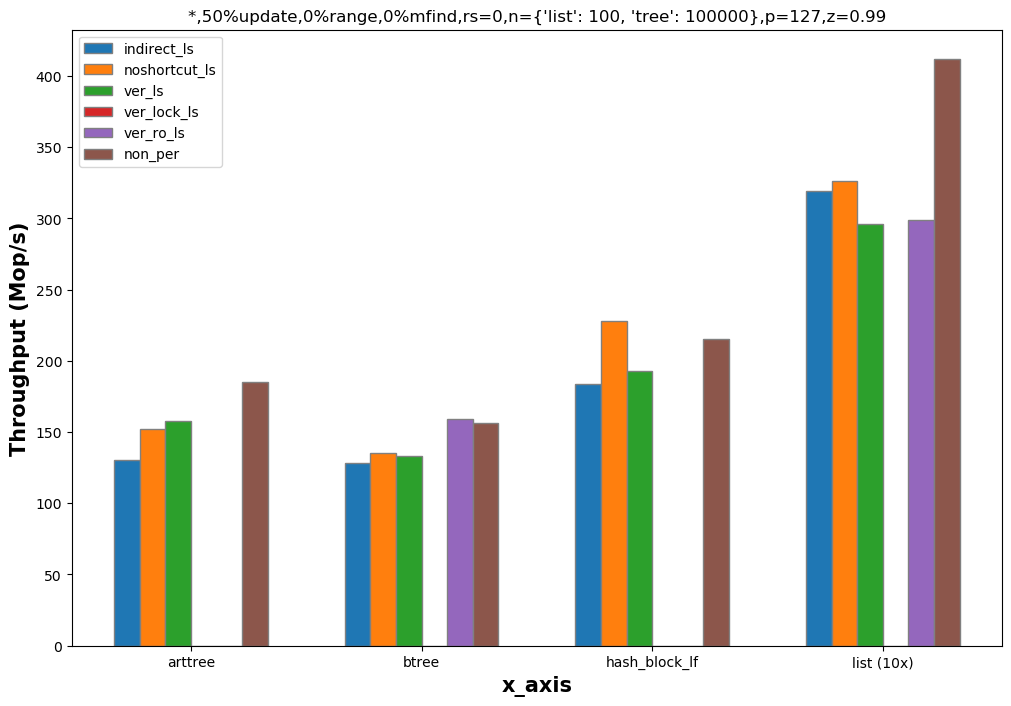 *,50%update,0%range,0%mfind,rs=0,n={'list': 100, 'tree': 100000},p=127,z=0.99
indirect_ls
noshortcut_ls
ver_ls
ver_lock_ls
ver_ro_ls
non_per
400
350
300
250
200
150
100
50
0
Throughput (Mop/s)
arttree btree hash_block_lf list (10x)
x_axis